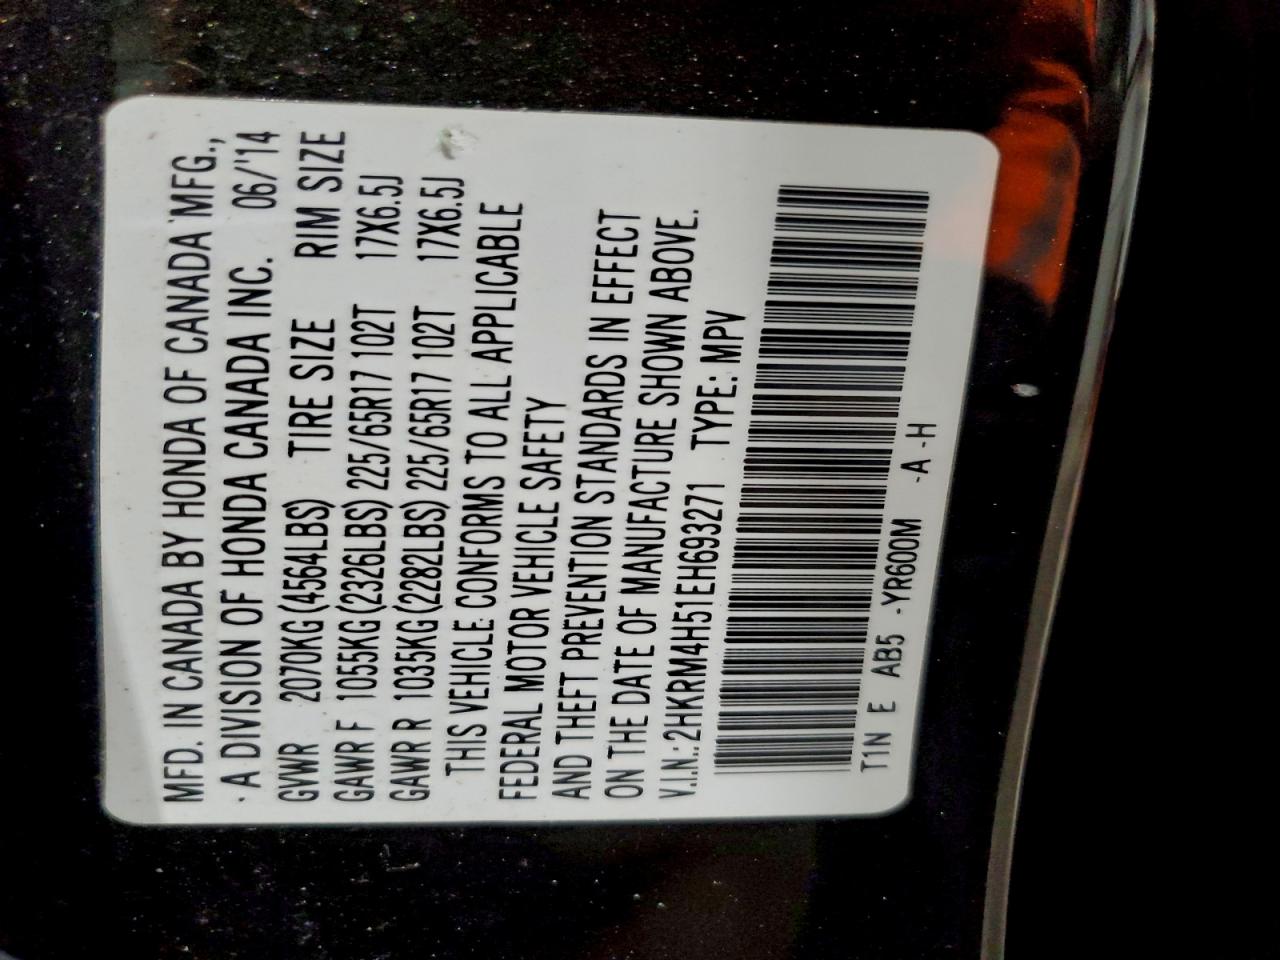 MFD. IN CANADA BY HONDA OF CANADA MFG.,
A DIVISION OF HONDA CANADA INC. 06/'14
GVWR 2070KG(4564LBS) TIRE SIZE RIM SIZE
GAWR F 1055KG(2326LBS) 225/65R17 102T 17X6.5J
GAWR R 1035KG(2282LBS) 225/65R17 102T 17X6.5J
THIS VEHICLE CONFORMS TO ALL APPLICABLE
FEDERAL MOTOR VEHICLE SAFETY
AND THEFT PREVENTION STANDARDS IN EFFECT
ON THE DATE OF MANUFACTURE SHOWN ABOVE.
V.I.N.: 2HKRM4H51EH693271 TYPE: MPV
T1N E AB5 -YR600M -A -H